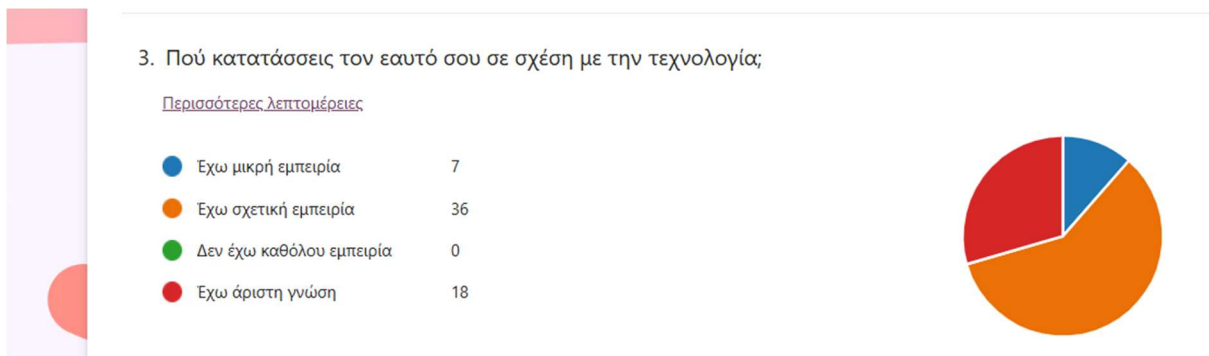 3. Πού κατατάσσεις τον εαυτό σου σε σχέση με την τεχνολογία;
Περισσότερες λεπτομέρειες
Έχω μικρή εμπειρία 7
Έχω σχετική εμπειρία 36
Δεν έχω καθόλου εμπειρία 0
Έχω άριστη γνώση 18